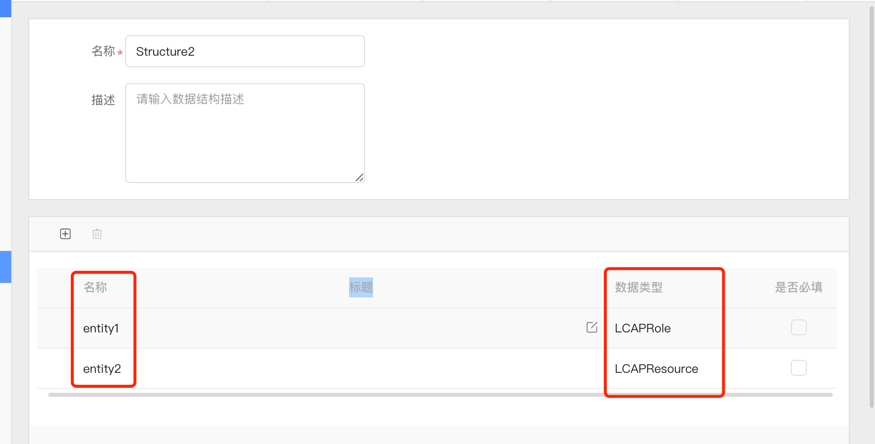 名称* Structure2
描述 请输入数据结构描述
名称 标题 数据类型 是否必填
entity1 LCAPRole
entity2 LCAPResource